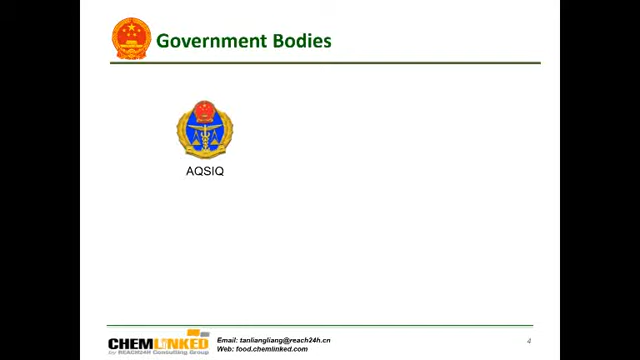 Government Bodies
AQSIQ
CHEMLINKED
by REACH24H Consulting Group
Email: tanliangliang@reach24h.cn
Web: food.chemlinked.com
4